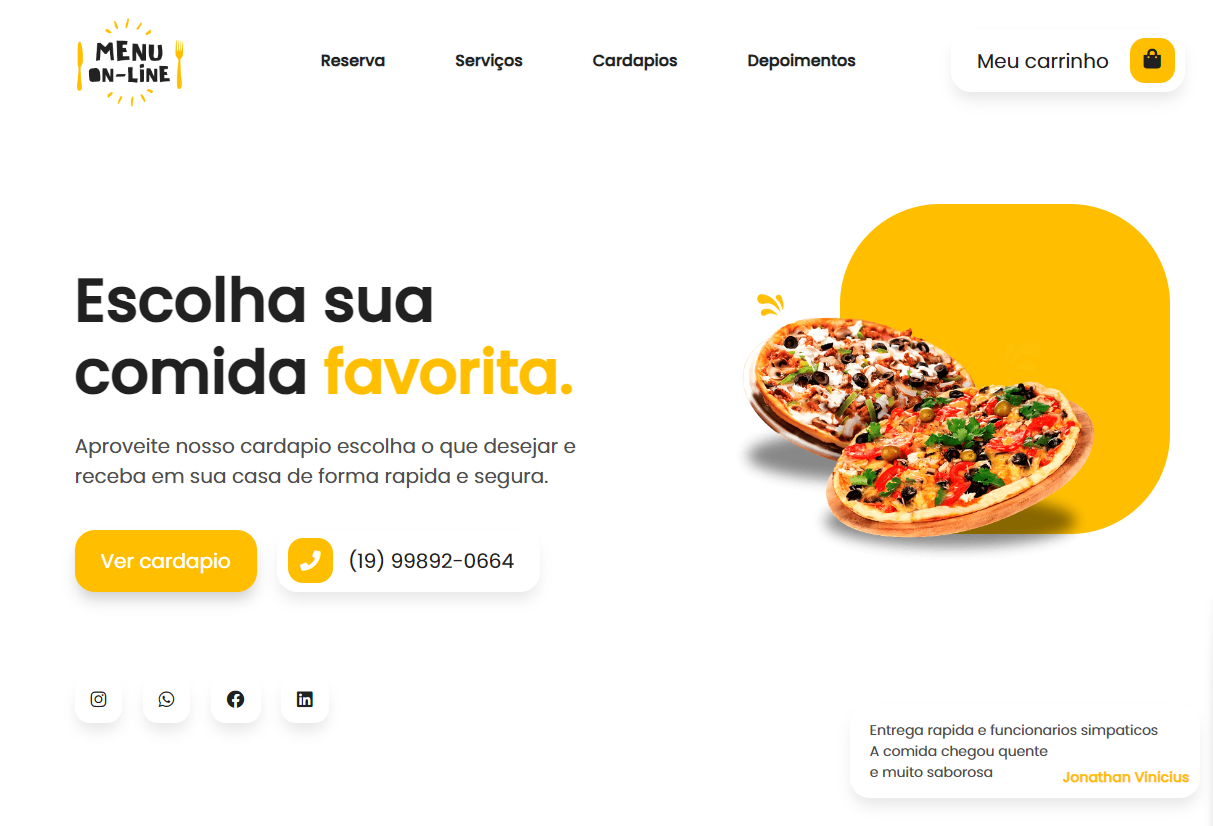 MENU
ON-LINE
Reserva
Serviços
Cardapios
Depoimentos
Meu carrinho
Escolha sua
comida favorita.
Aproveite nosso cardapio escolha o que desejar e
receba em sua casa de forma rapida e segura.
Ver cardapio
(19) 99892-0664
Entrega rapida e funcionarios simpaticos
A comida chegou quente
e muito saborosa
Jonathan Vinicius